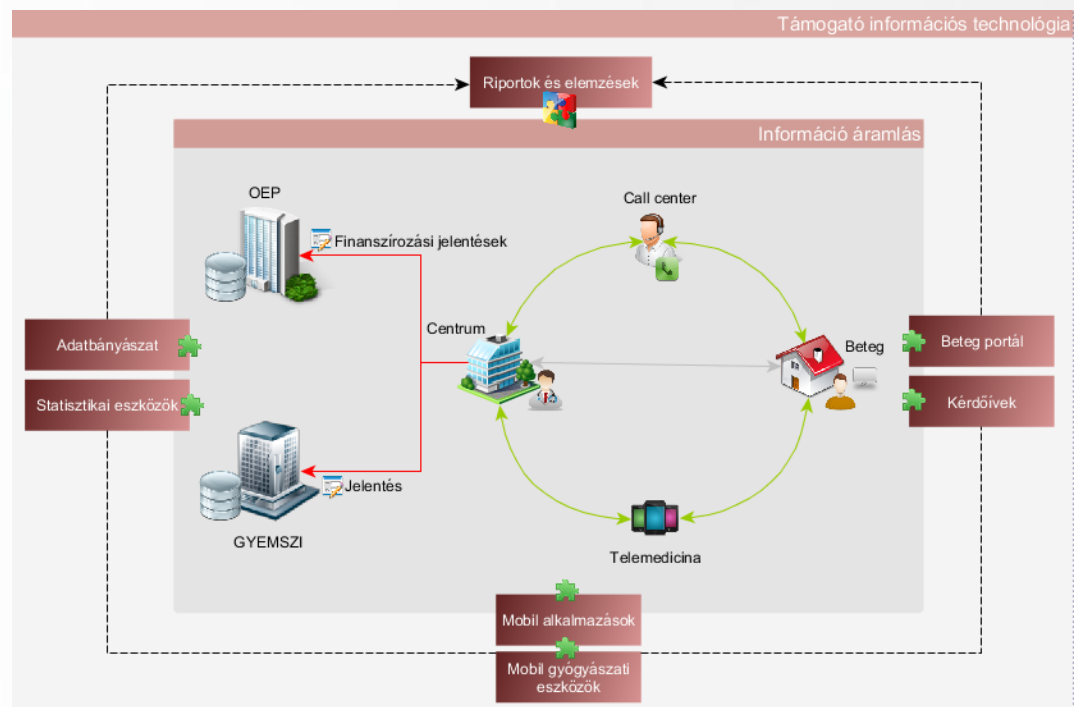 Támogató információs technológia
Riportok és elemzések
Információ áramlás
OEP
Call center
Finanszírozási jelentések
Centrum
Beteg
Adatbányászat
Beteg portál
Statisztikai eszközök
Kérdőívek
Jelentés
GYEMSZI
Telemedicina
Mobil alkalmazások
Mobil gyógyászati
eszközök